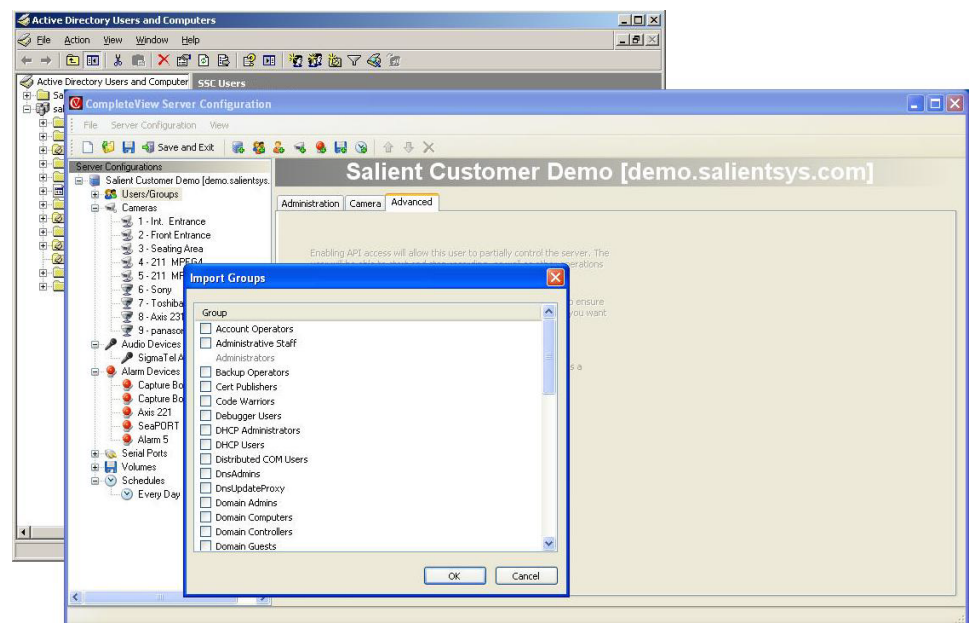 Active Directory Users and Computers
File Action View Window Help
Active Directory Users and Computer
SSC Users
CompleteView Server Configuration
File Server Configuration View
Save and Exit
Server Configurations
Salient Customer Demo [demo.salientsys.com]
Salient Customer Demo [demo.salientsys.
Users/Groups
Cameras
1 - Int. Entrance
2 - Front Entrance
3 - Seating Area
4 - 211 MPEG4
5 - 211 MP
6 - Sony
7 - Toshiba
8 - Axis 231
9 - panason
Audio Devices
SigmaTel A
Alarm Devices
Capture Bo
Capture Bo
Axis 221
SeaPORT
Alarm 5
Serial Ports
Volumes
Schedules
Every Day
Administration Camera Advanced
Enabling API access will allow this user to partially control the server. The
ensure
you want
s a
Import Groups
Group
Account Operators
Administrative Staff
Administrators
Backup Operators
Cert Publishers
Code Warriors
Debugger Users
DHCP Administrators
DHCP Users
Distributed COM Users
DnsAdmins
DnsUpdateProxy
Domain Admins
Domain Computers
Domain Controllers
Domain Guests
OK Cancel